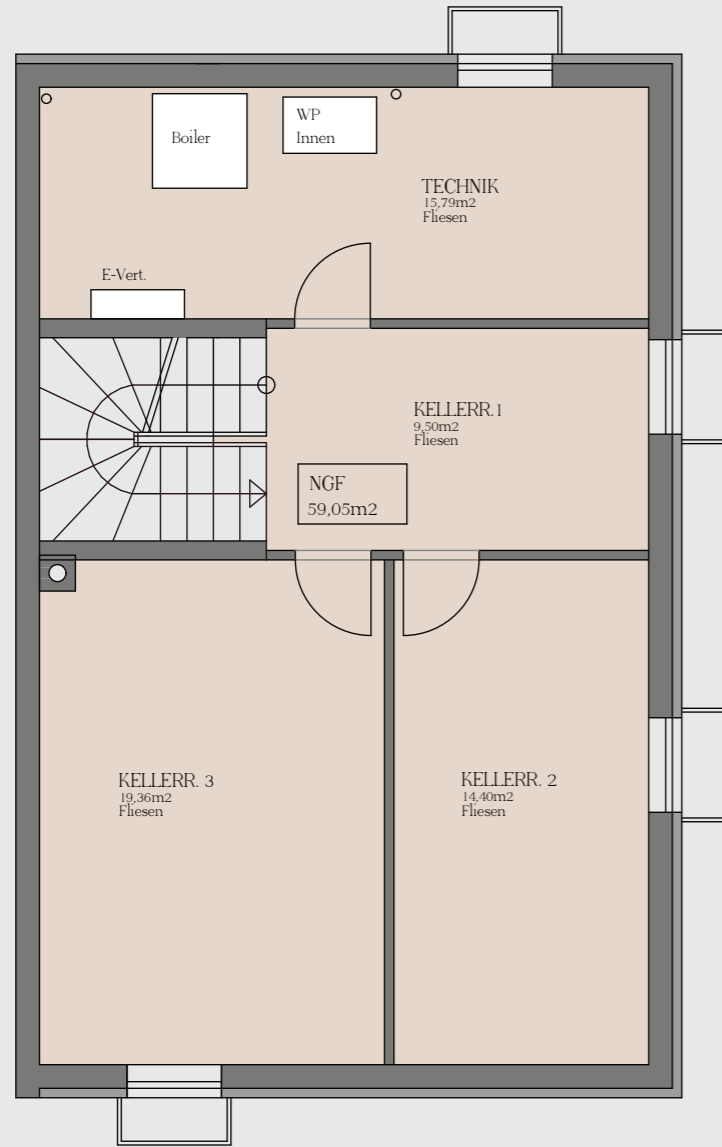 WP
Innen
Boiler
TECHNIK
15,79m2
Fliesen
E-Vert.
KELLERR.1
9,50m2
Fliesen
NGF
59,05m2
KELLERR. 3
19,36m2
Fliesen
KELLERR. 2
14,40m2
Fliesen